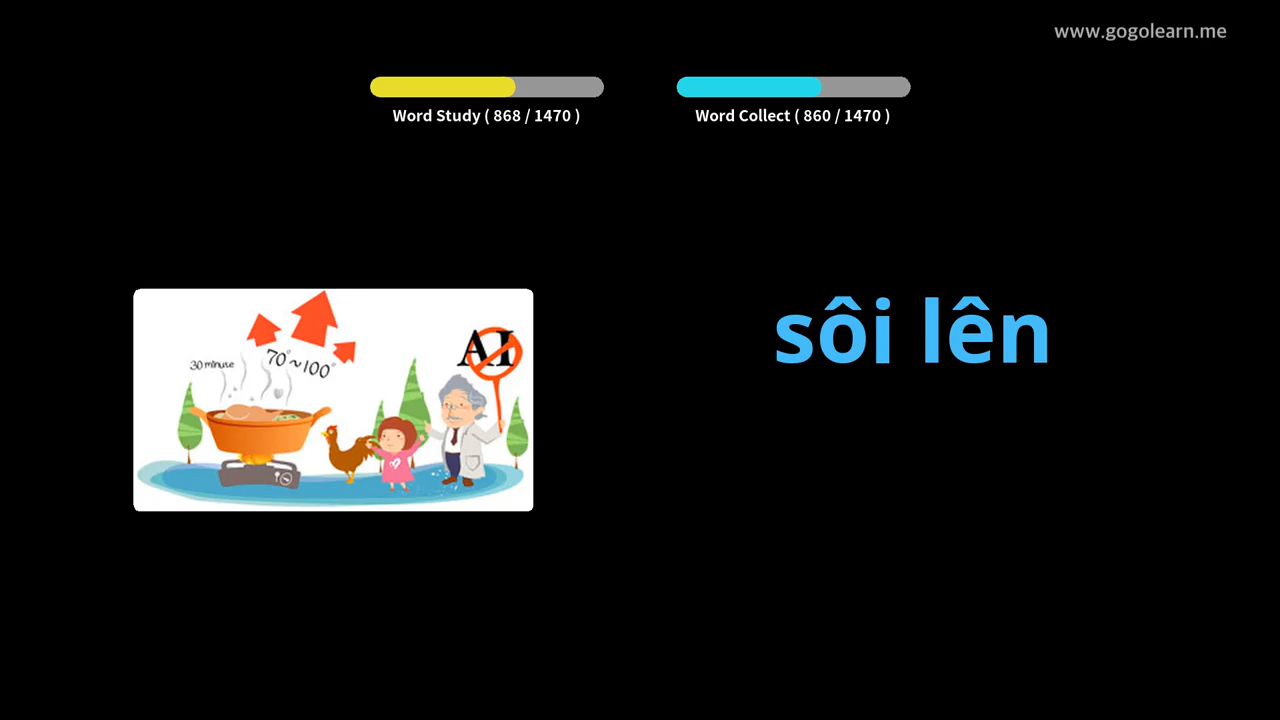 www.gogolearn.me
Word Study ( 868 / 1470 )
Word Collect ( 860 / 1470 )
sôi lên
30 minute
70°~100°
AI